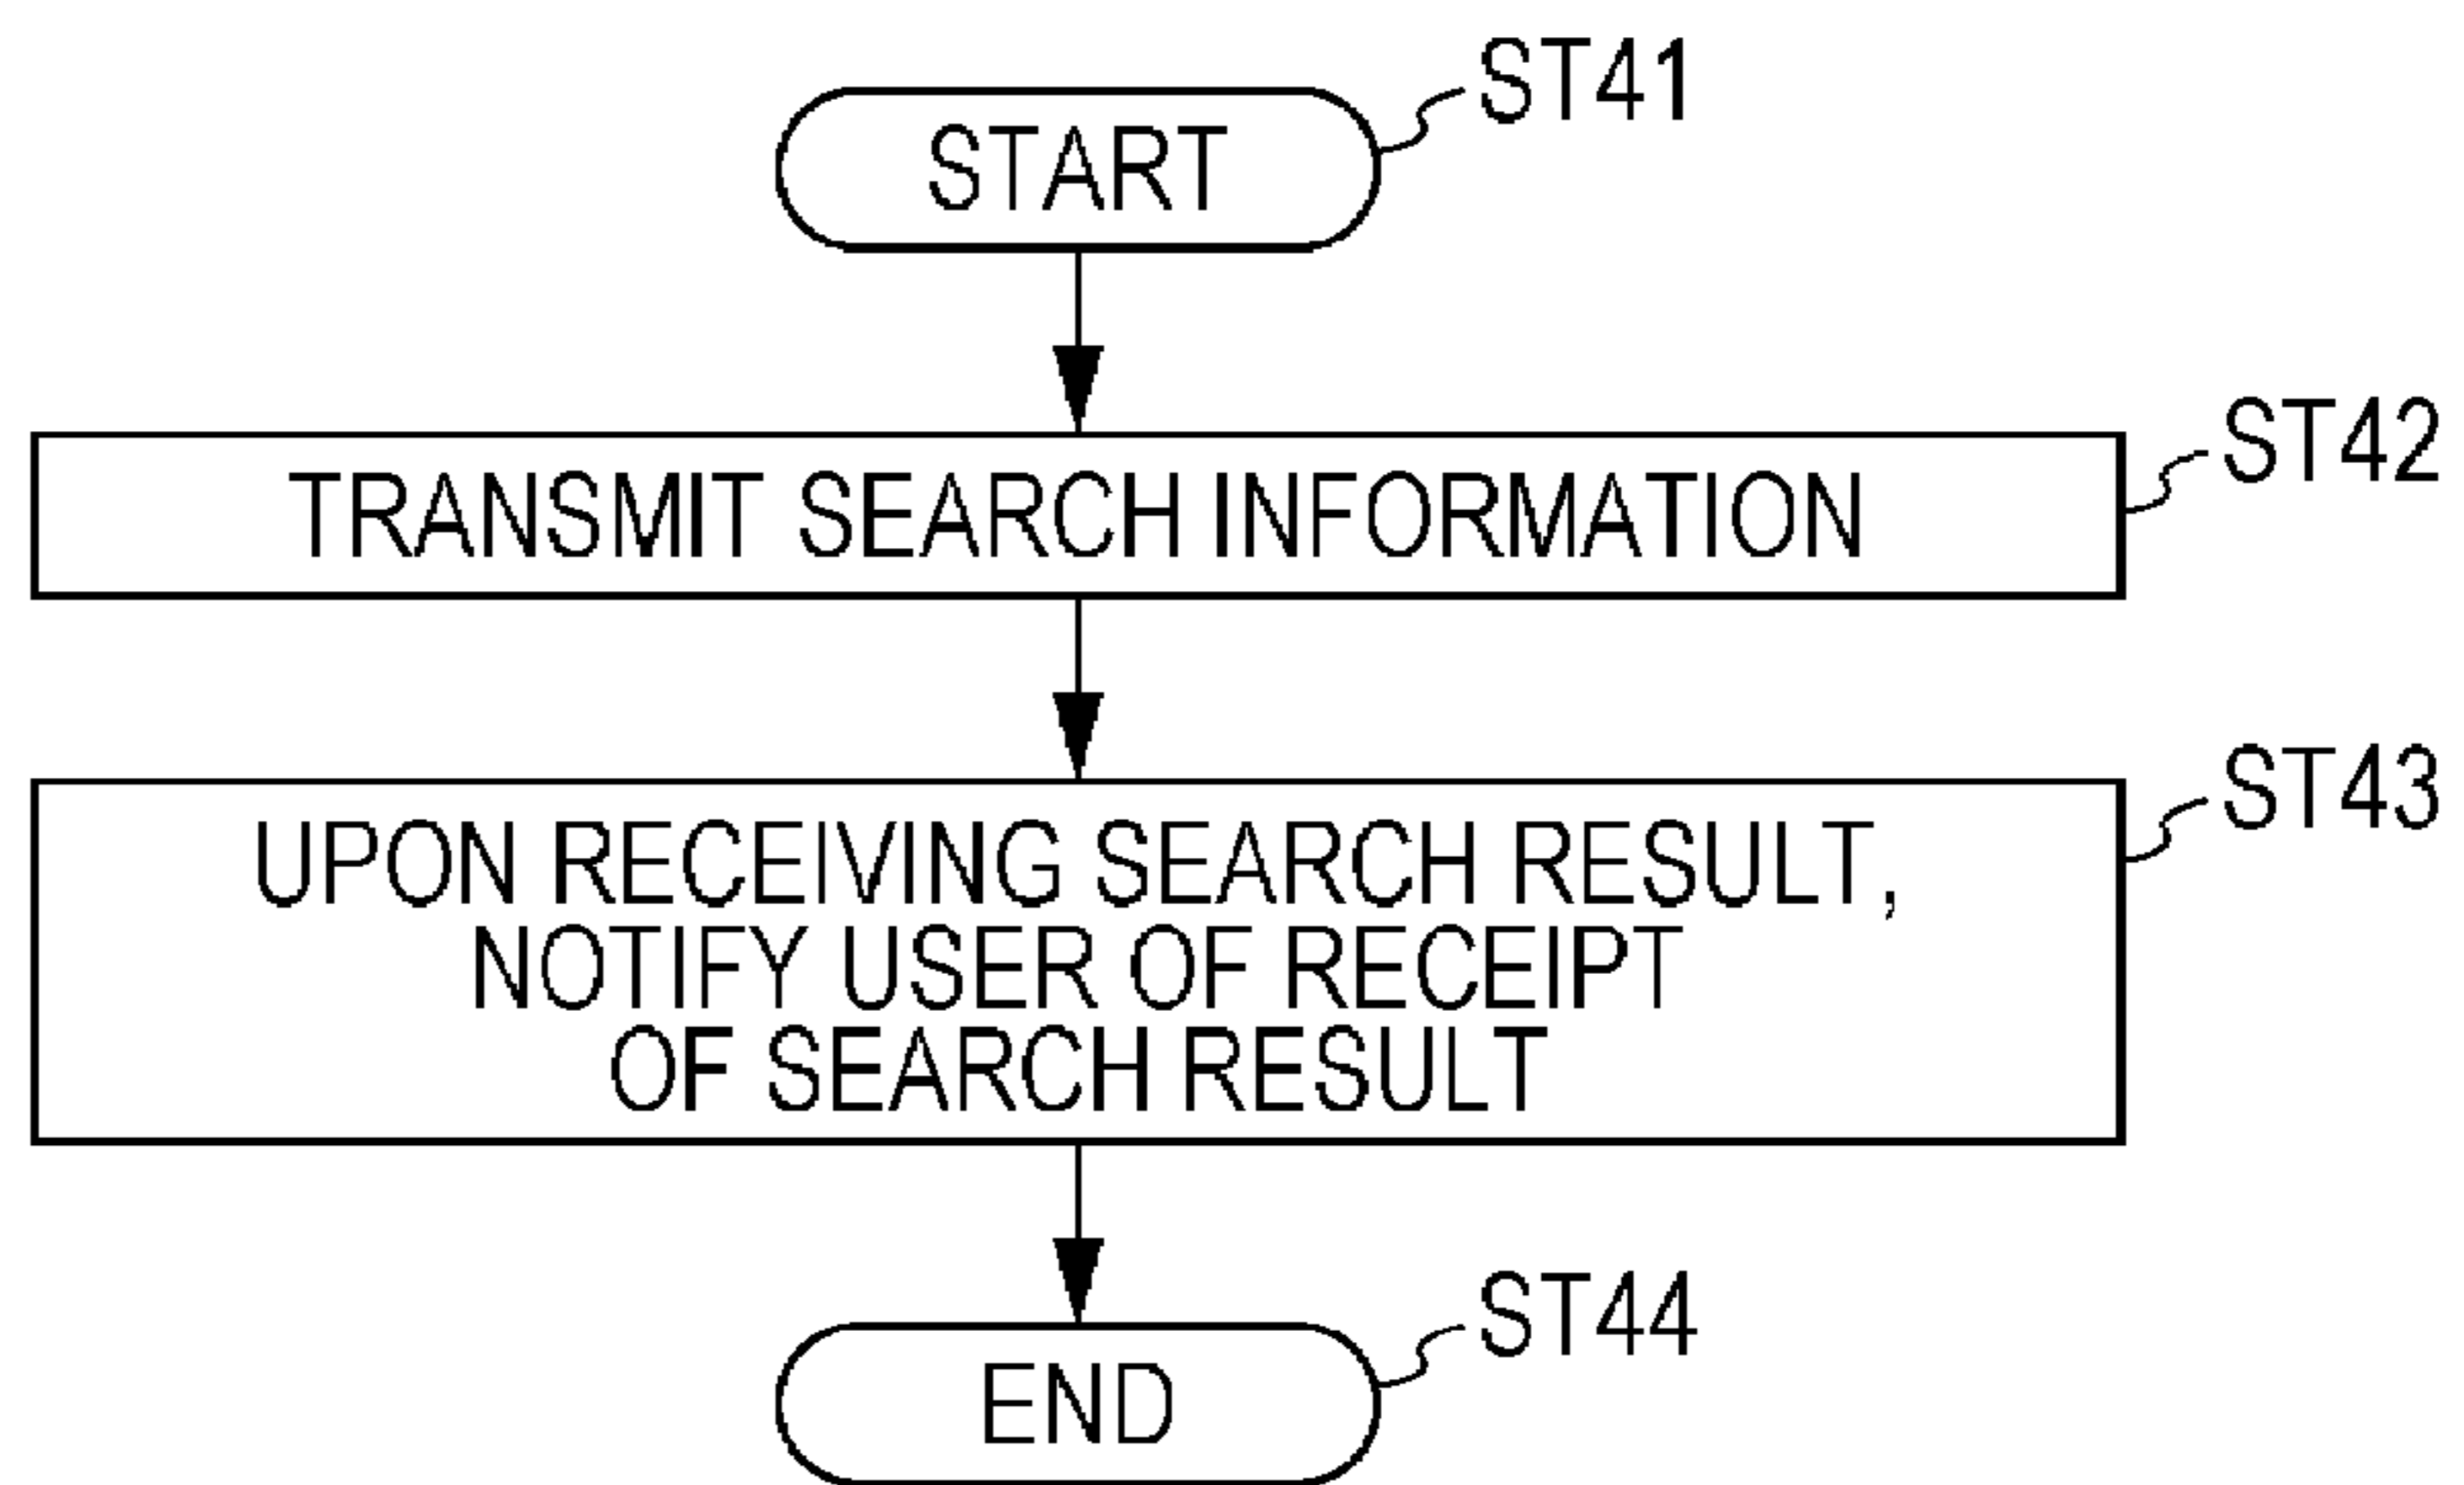 START
ST41
TRANSMIT SEARCH INFORMATION
ST42
UPON RECEIVING SEARCH RESULT,
NOTIFY USER OF RECEIPT
OF SEARCH RESULT
ST43
END
ST44